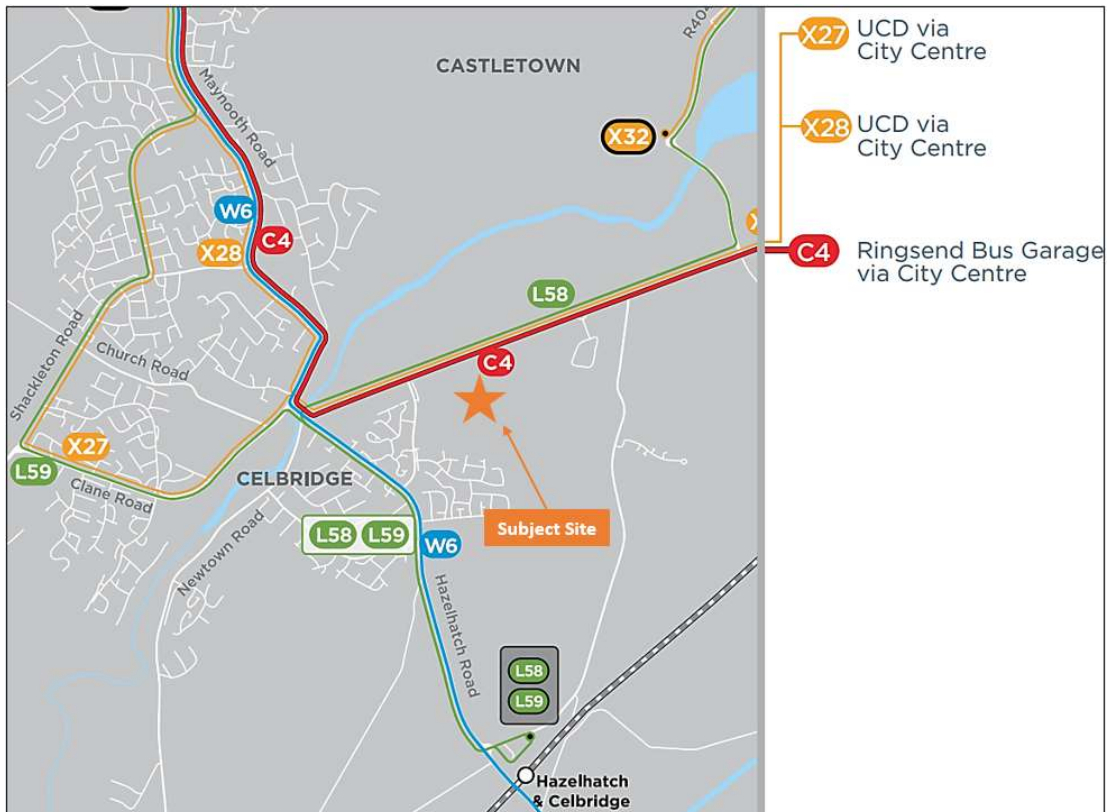 CASTLETOWN
R404
Maynooth Road
X32
W6
C4
X28
L58
C4
Shackleton Road
Church Road
X27
L59
Clane Road
CELBRIDGE
Newtown Road
L58 L59
W6
Subject Site
Hazelhatch Road
L58
L59
Hazelhatch
& Celbridge
X27 UCD via
City Centre
X28 UCD via
City Centre
C4 Ringsend Bus Garage
via City Centre